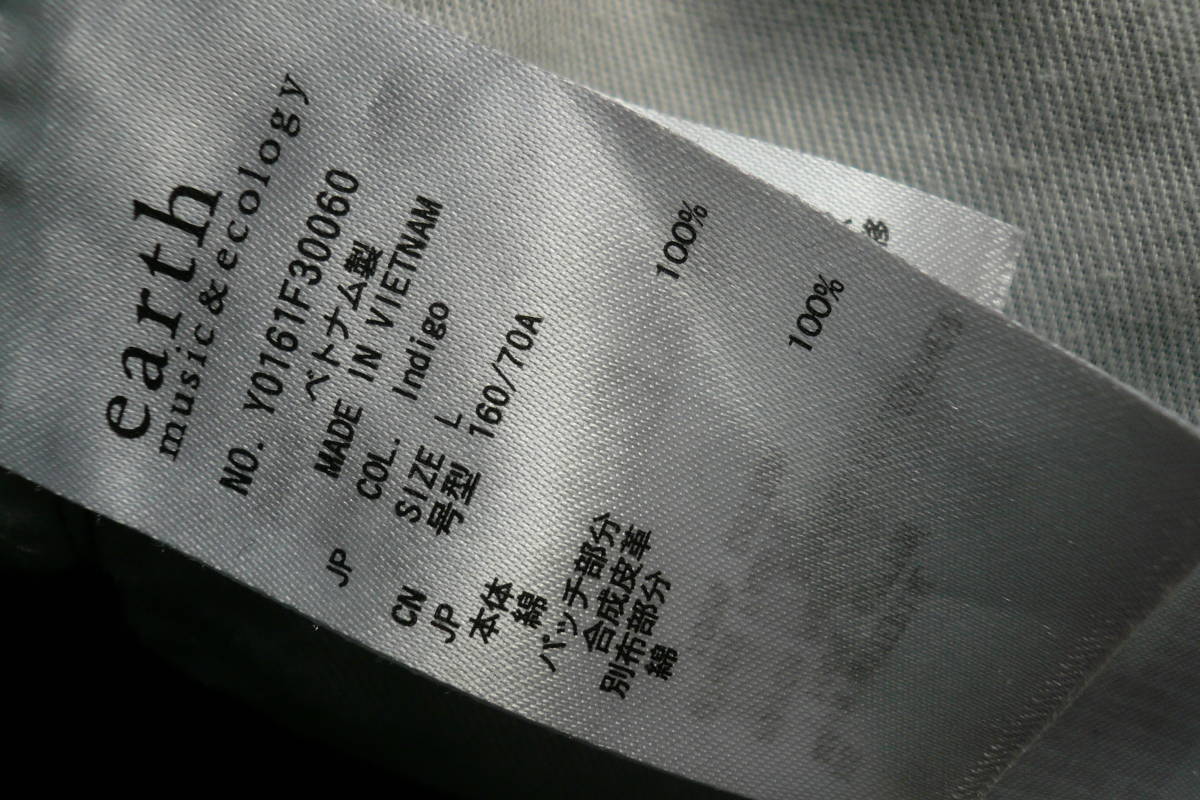 earth
music&ecology
NO. Y0161F30060
ベトナム製
MADE IN VIETNAM
COL. Indigo
JP SIZE L
CN 号型 160/70A
JP
本体
綿 100%
パッチ部分
合成皮革
別布部分
綿 100%